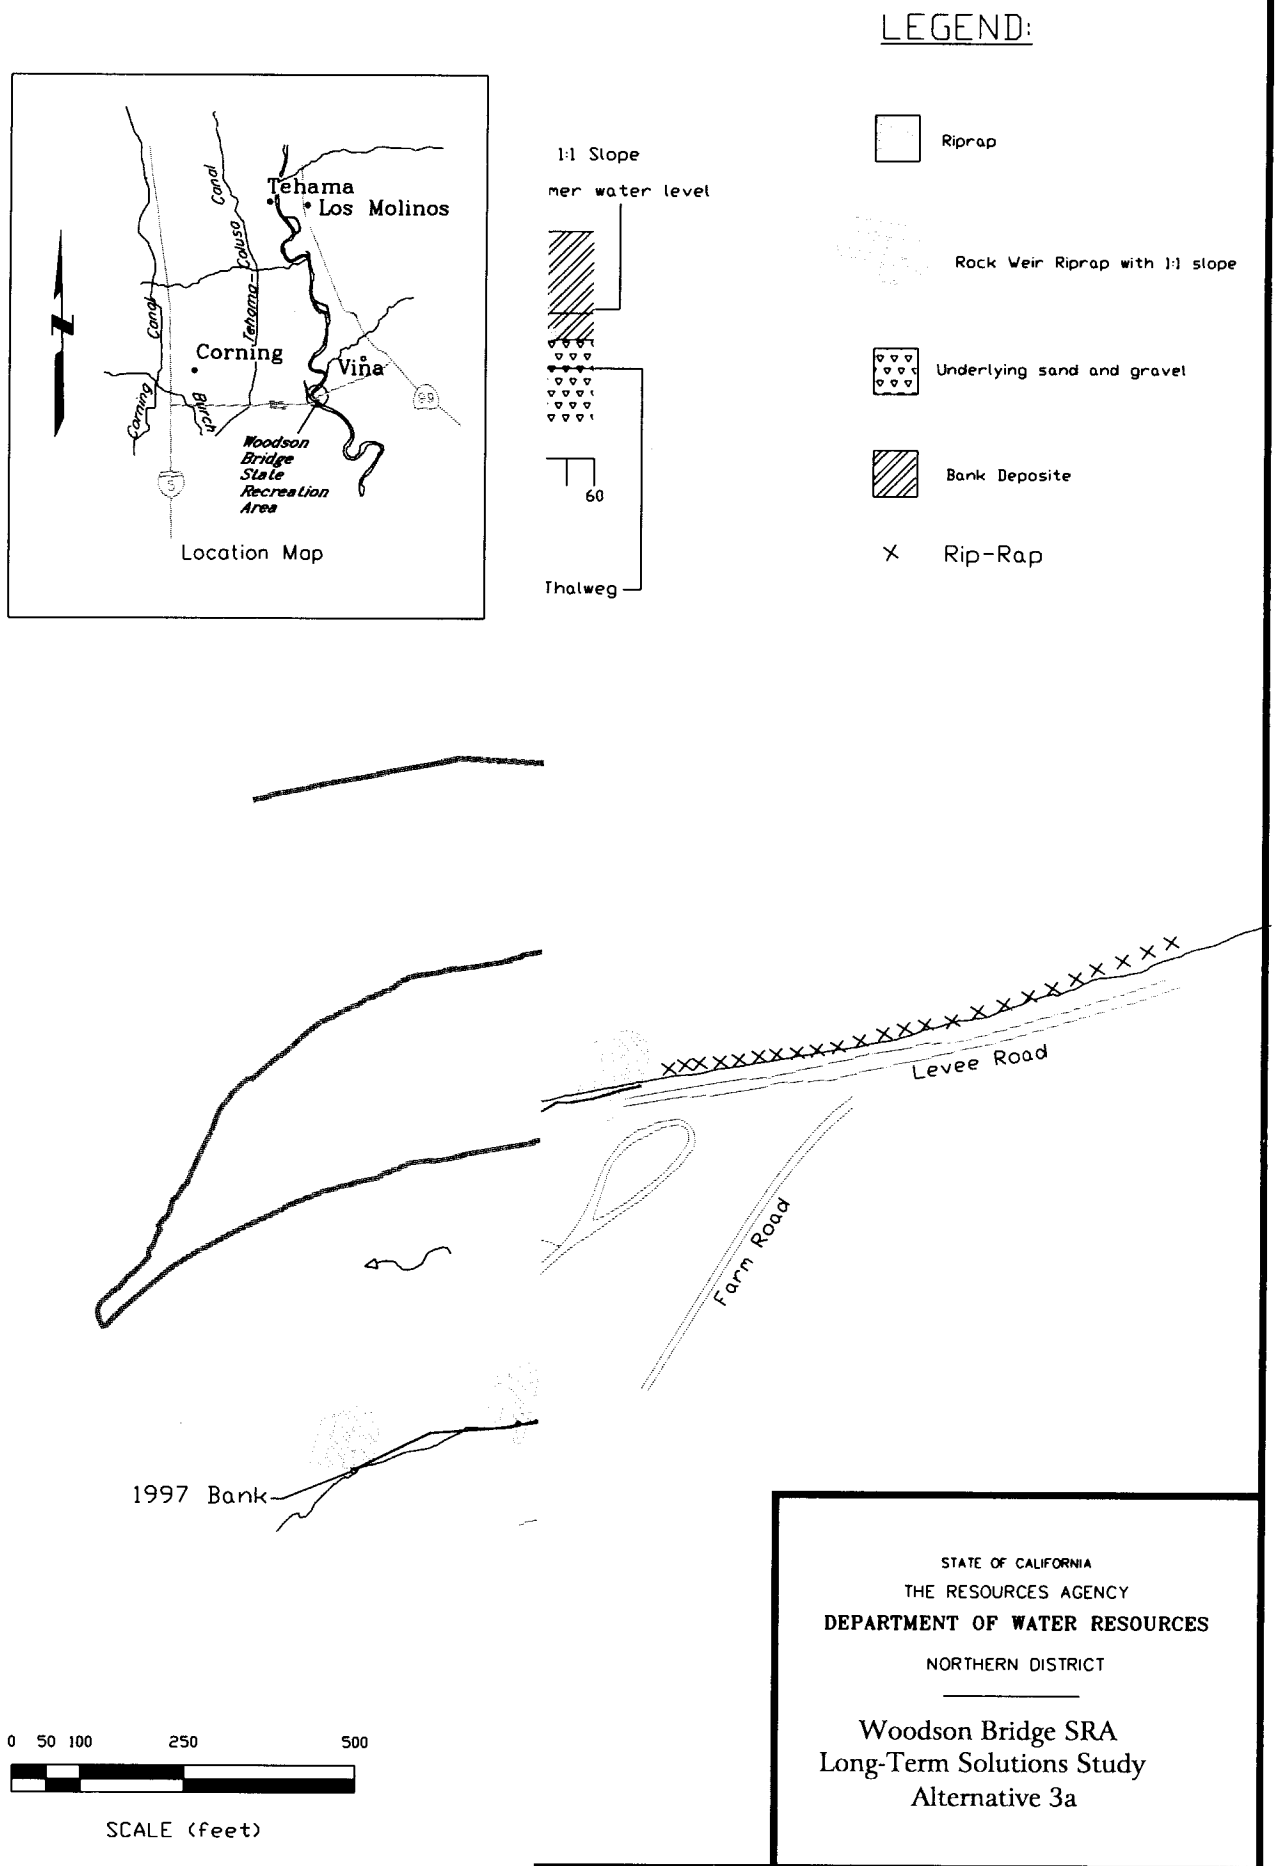 LEGEND:
Riprap
Rock Weir Riprap with 1:1 slope
Underlying sand and gravel
Bank Deposite
Rip-Rap
1:1 Slope
mer water level
60
Thalweg
Tehama
Los Molinos
Canal
Tehama-Colusa
Canal
Corning
Corning
Burch
Vina
99
5
N
Woodson
Bridge
State
Recreation
Area
Location Map
Levee Road
Farm Road
1997 Bank
0 50 100 250 500
SCALE (feet)
STATE OF CALIFORNIA
THE RESOURCES AGENCY
DEPARTMENT OF WATER RESOURCES
NORTHERN DISTRICT
Woodson Bridge SRA
Long-Term Solutions Study
Alternative 3a